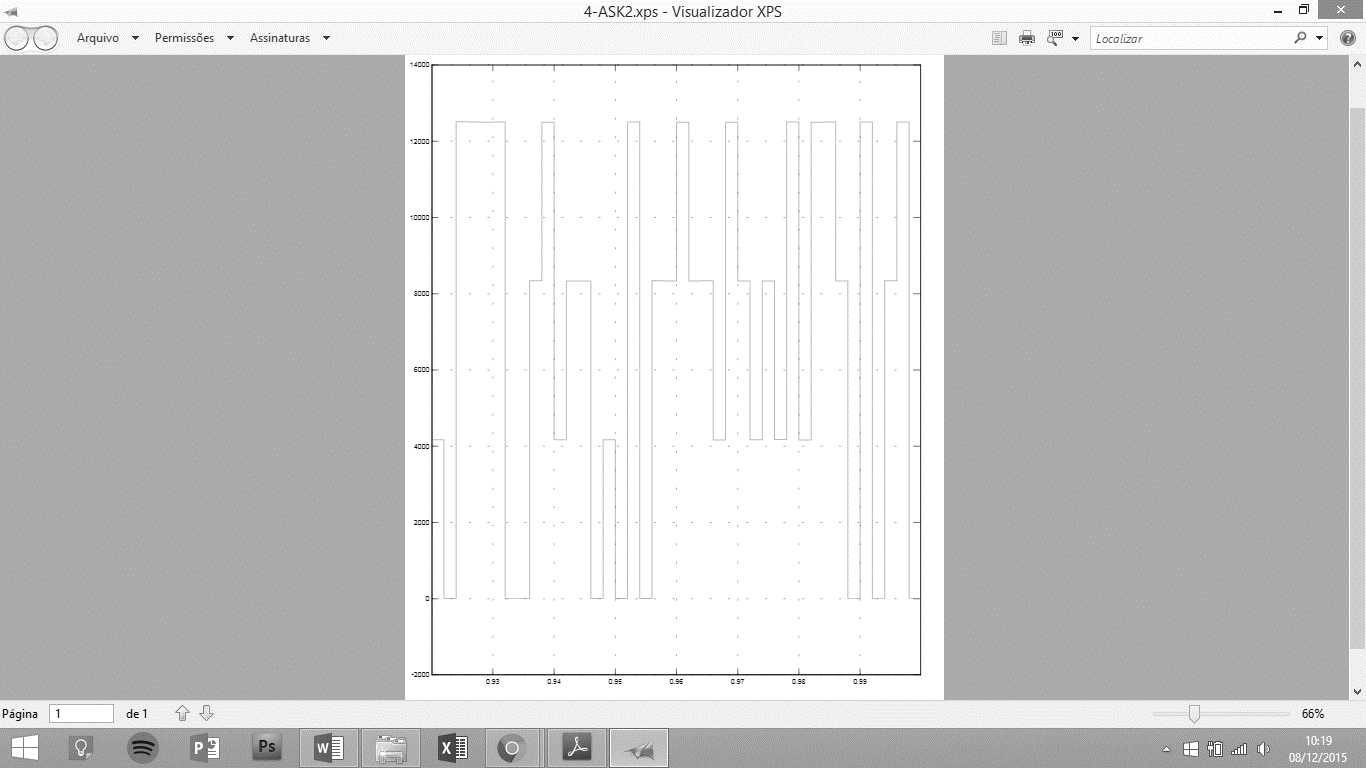 4-ASK2.xps - Visualizador XPS
Arquivo Permissões Assinaturas
100
Localizar
14000
12000
10000
8000
6000
4000
2000
0
-2000
0.93 0.94 0.95 0.96 0.97 0.98 0.99
Página 1 de 1
66%
Ps
10:19
08/12/2015